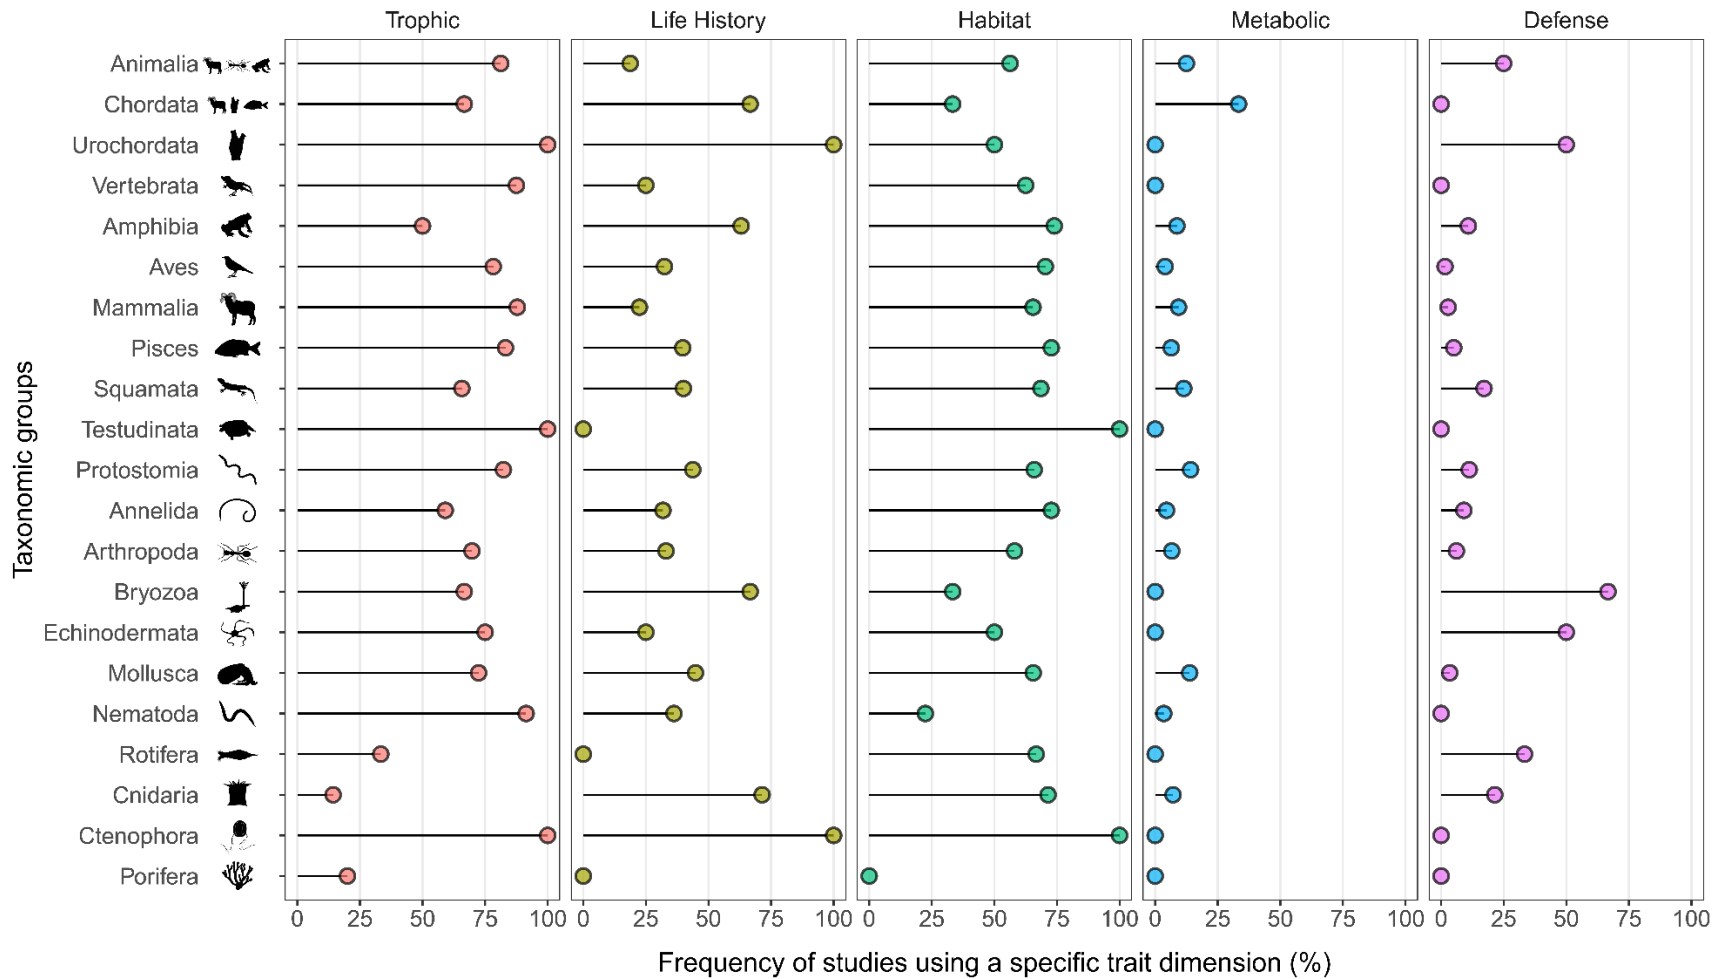 Trophic Life History Habitat Metabolic Defense
Animalia
Chordata
Urochordata
Vertebrata
Amphibia
Aves
Mammalia
Pisces
Squamata
Testudinata
Protostomia
Annelida
Arthropoda
Bryozoa
Echinodermata
Mollusca
Nematoda
Rotifera
Cnidaria
Ctenophora
Porifera
Taxonomic groups
0 25 50 75 100 0 25 50 75 100 0 25 50 75 100 0 25 50 75 100 0 25 50 75 100
Frequency of studies using a specific trait dimension (%)